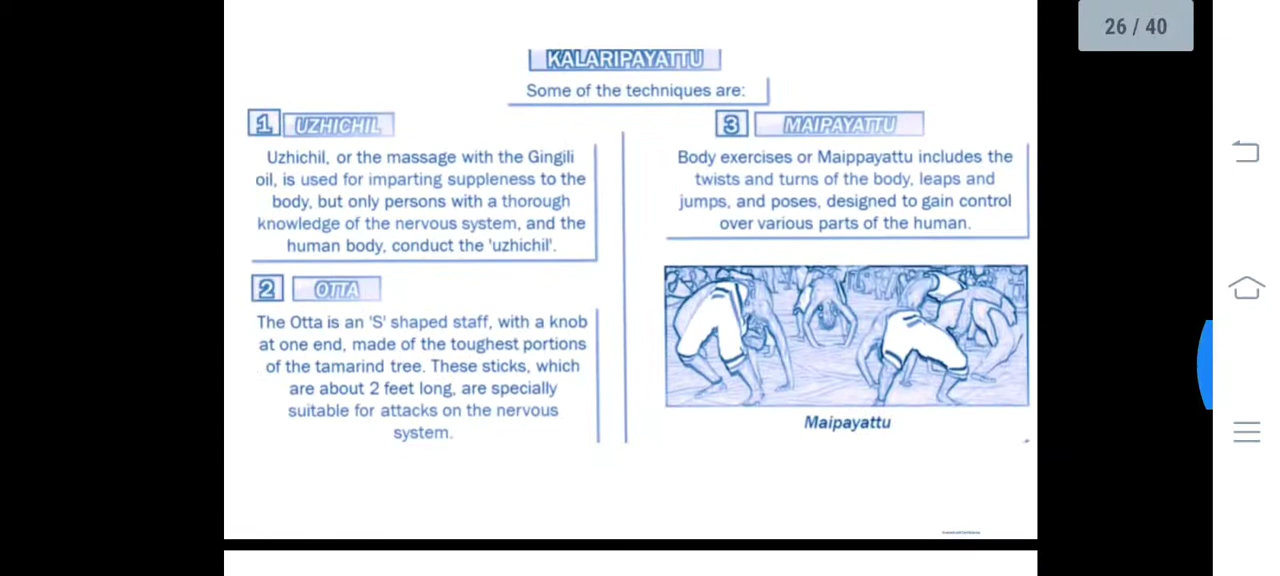 26 / 40
KALARIPAYATTU
Some of the techniques are:
1 UZHICHIL
Uzhichil, or the massage with the Gingili
oil, is used for imparting suppleness to the
body, but only persons with a thorough
knowledge of the nervous system, and the
human body, conduct the 'uzhichil'.
2 OTTA
The Otta is an 'S' shaped staff, with a knob
at one end, made of the toughest portions
of the tamarind tree. These sticks, which
are about 2 feet long, are specially
suitable for attacks on the nervous
system.
3 MAIPAYATTU
Body exercises or Maippayattu includes the
twists and turns of the body, leaps and
jumps, and poses, designed to gain control
over various parts of the human.
Maipayattu